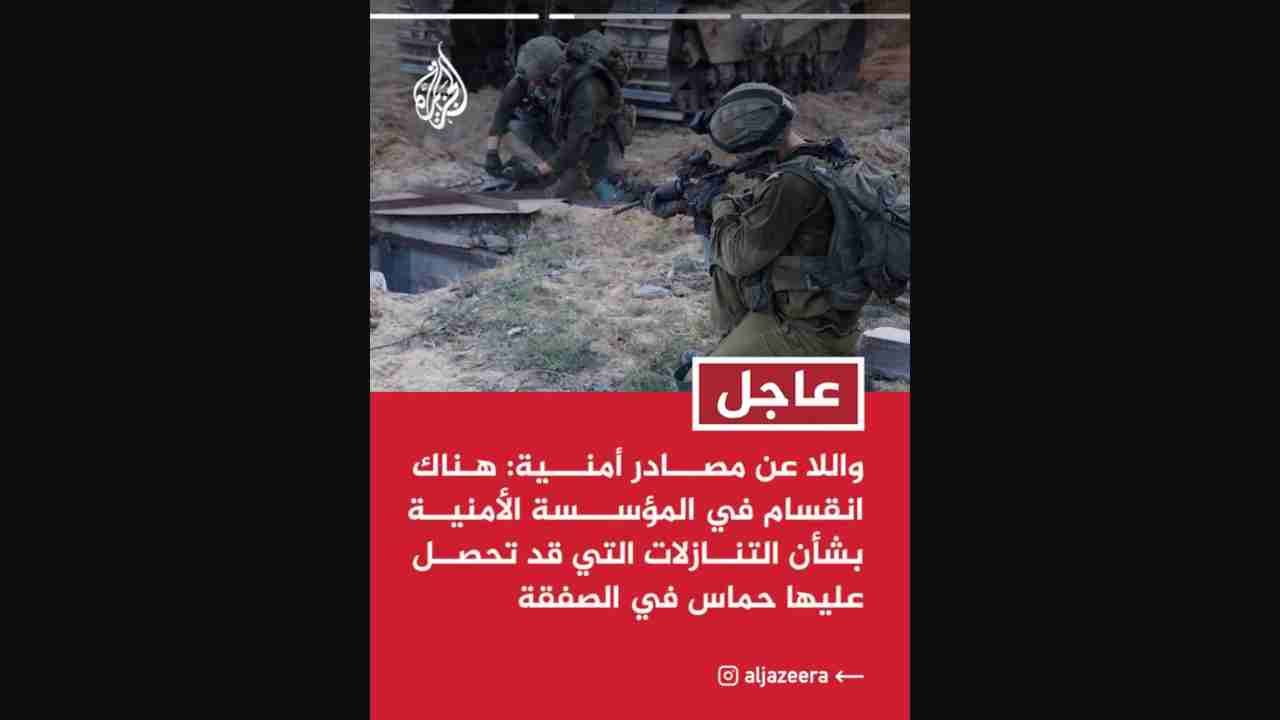 الجزيرة
عاجل
واللا عن مصادر أمنية: هناك
انقسام في المؤسسة الأمنية
بشأن التنازلات التي قد تحصل
عليها حماس في الصفقة
aljazeera